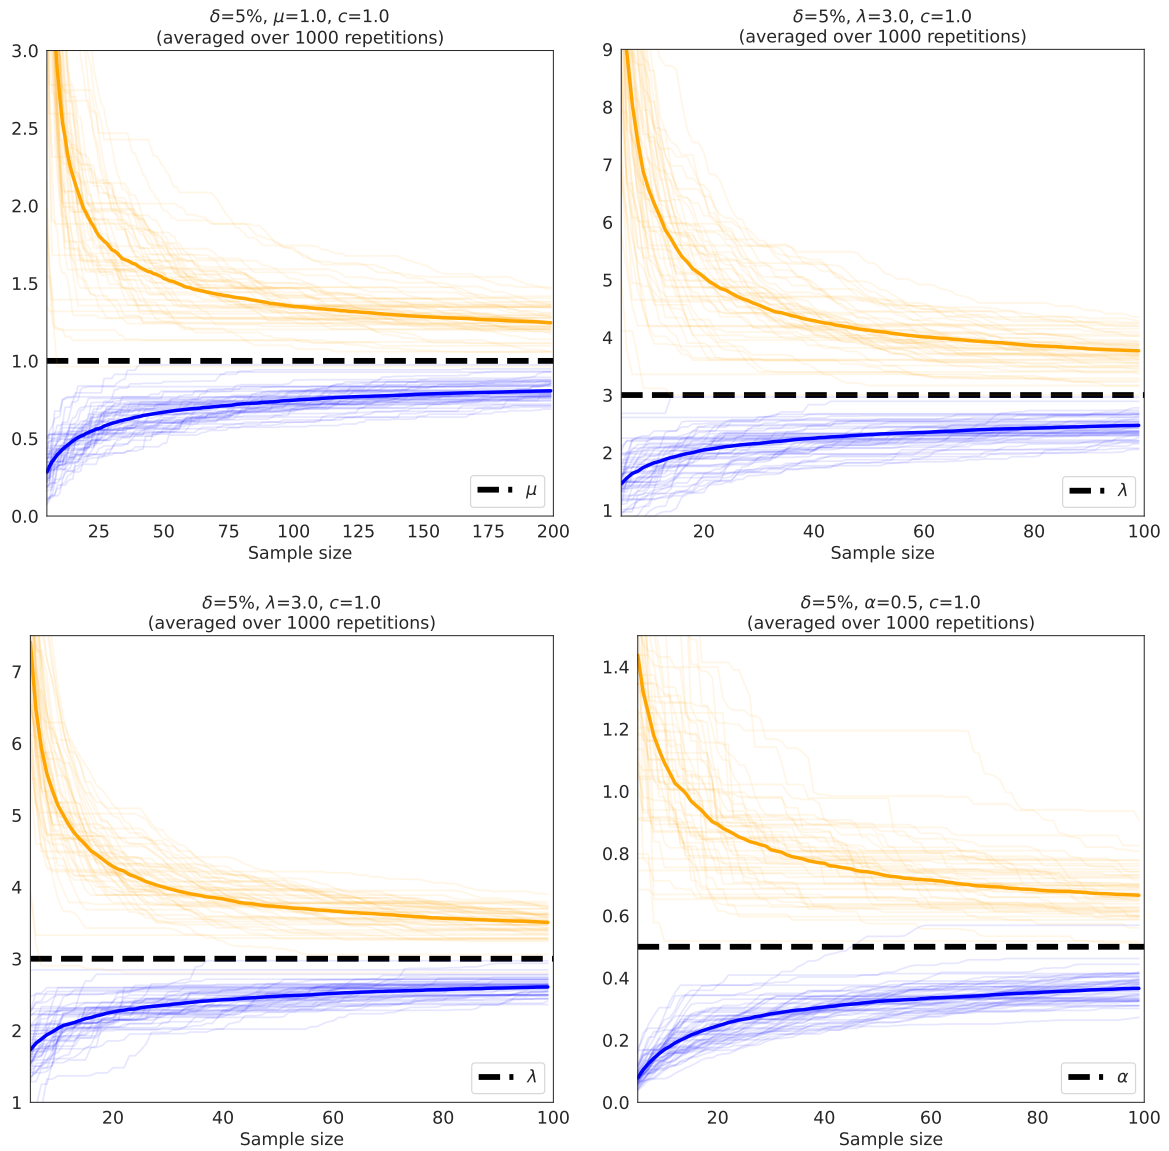 δ=5%, μ=1.0, c=1.0
(averaged over 1000 repetitions)
3.0
2.5
2.0
1.5
1.0
0.5
0.0
25 50 75 100 125 150 175 200
Sample size
μ
δ=5%, λ=3.0, c=1.0
(averaged over 1000 repetitions)
9
8
7
6
5
4
3
2
1
20 40 60 80 100
Sample size
λ
δ=5%, λ=3.0, c=1.0
(averaged over 1000 repetitions)
7
6
5
4
3
2
1
20 40 60 80 100
Sample size
λ
δ=5%, α=0.5, c=1.0
(averaged over 1000 repetitions)
1.4
1.2
1.0
0.8
0.6
0.4
0.2
0.0
20 40 60 80 100
Sample size
α